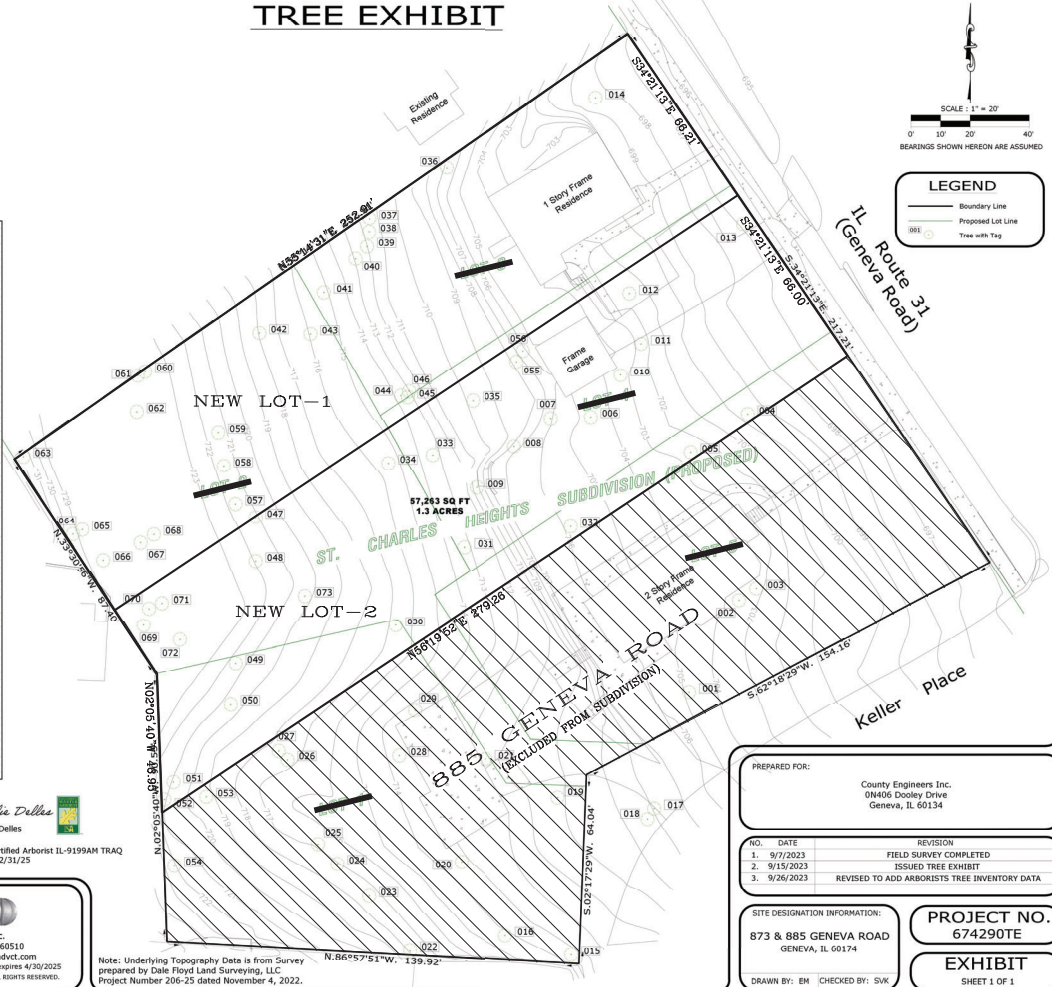 TREE EXHIBIT
SCALE : 1" = 20'
0' 10' 20' 40'
BEARINGS SHOWN HEREON ARE ASSUMED
LEGEND
Boundary Line
Proposed Lot Line
001
Tree with Tag
IL Route 31
(Geneva Road)
Existing
Residence
1 Story Frame
Residence
Frame
Garage
2 Story Frame
Residence
S34°21'13"E 66.21'
S34°21'13"E 66.00'
S.34°21'13"E. 217.21'
N.33°30'56"W. 87.40'
N56°19'52"E 279.26
S.62°18'29"W. 154.16'
S.02°17'29"W. 64.04'
N.86°57'51"W. 139.92'
NEW LOT-1
NEW LOT-2
57,263 SQ FT
1.3 ACRES
ST. CHARLES HEIGHTS SUBDIVISION (PROPOSED)
885 GENEVA ROAD
(EXCLUDED FROM SUBDIVISION)
Keller Place
014
036
037
038
039
040
041
042
043
013
012
011
010
056
055
046
045
044
035
007
006
008
004
005
061
060
062
059
058
057
047
063
033
034
009
031
032
064
065
066
067
068
048
073
070
071
069
072
030
003
002
001
049
050
029
027
026
028
021
051
052
053
019
018
017
025
024
020
054
023
022
016
015
Delles
tified Arborist IL-9199AM TRAQ
2/31/25
C.
60510
dvct.com
expires 4/30/2025
RIGHTS RESERVED.
Note: Underlying Topography Data is from Survey
prepared by Dale Floyd Land Surveying, LLC
Project Number 206-25 dated November 4, 2022.
PREPARED FOR:
County Engineers Inc.
0N406 Dooley Drive
Geneva, IL 60134
NO. DATE REVISION
1. 9/7/2023 FIELD SURVEY COMPLETED
2. 9/15/2023 ISSUED TREE EXHIBIT
3. 9/26/2023 REVISED TO ADD ARBORISTS TREE INVENTORY DATA
SITE DESIGNATION INFORMATION:
873 & 885 GENEVA ROAD
GENEVA, IL 60174
DRAWN BY: EM CHECKED BY: SVK
PROJECT NO.
674290TE
EXHIBIT
SHEET 1 OF 1